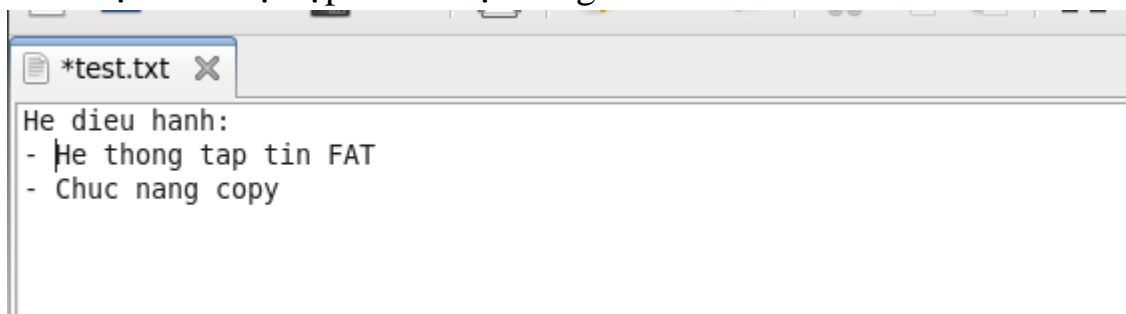 *test.txt
He dieu hanh:
- He thong tap tin FAT
- Chuc nang copy